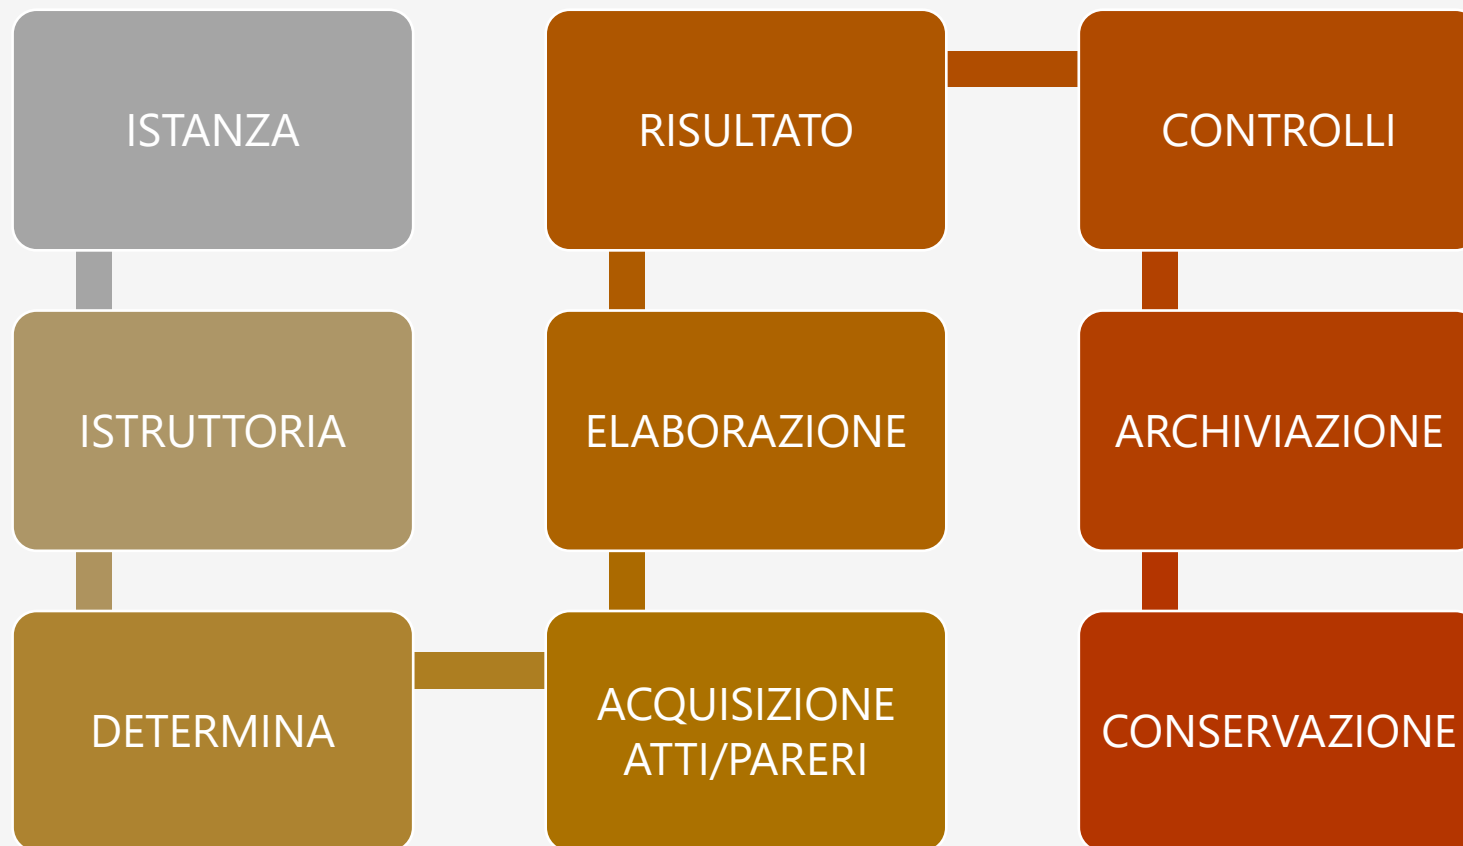 ISTANZA
ISTRUTTORIA
DETERMINA
ACQUISIZIONE
ATTI/PARERI
ELABORAZIONE
RISULTATO
CONTROLLI
ARCHIVIAZIONE
CONSERVAZIONE